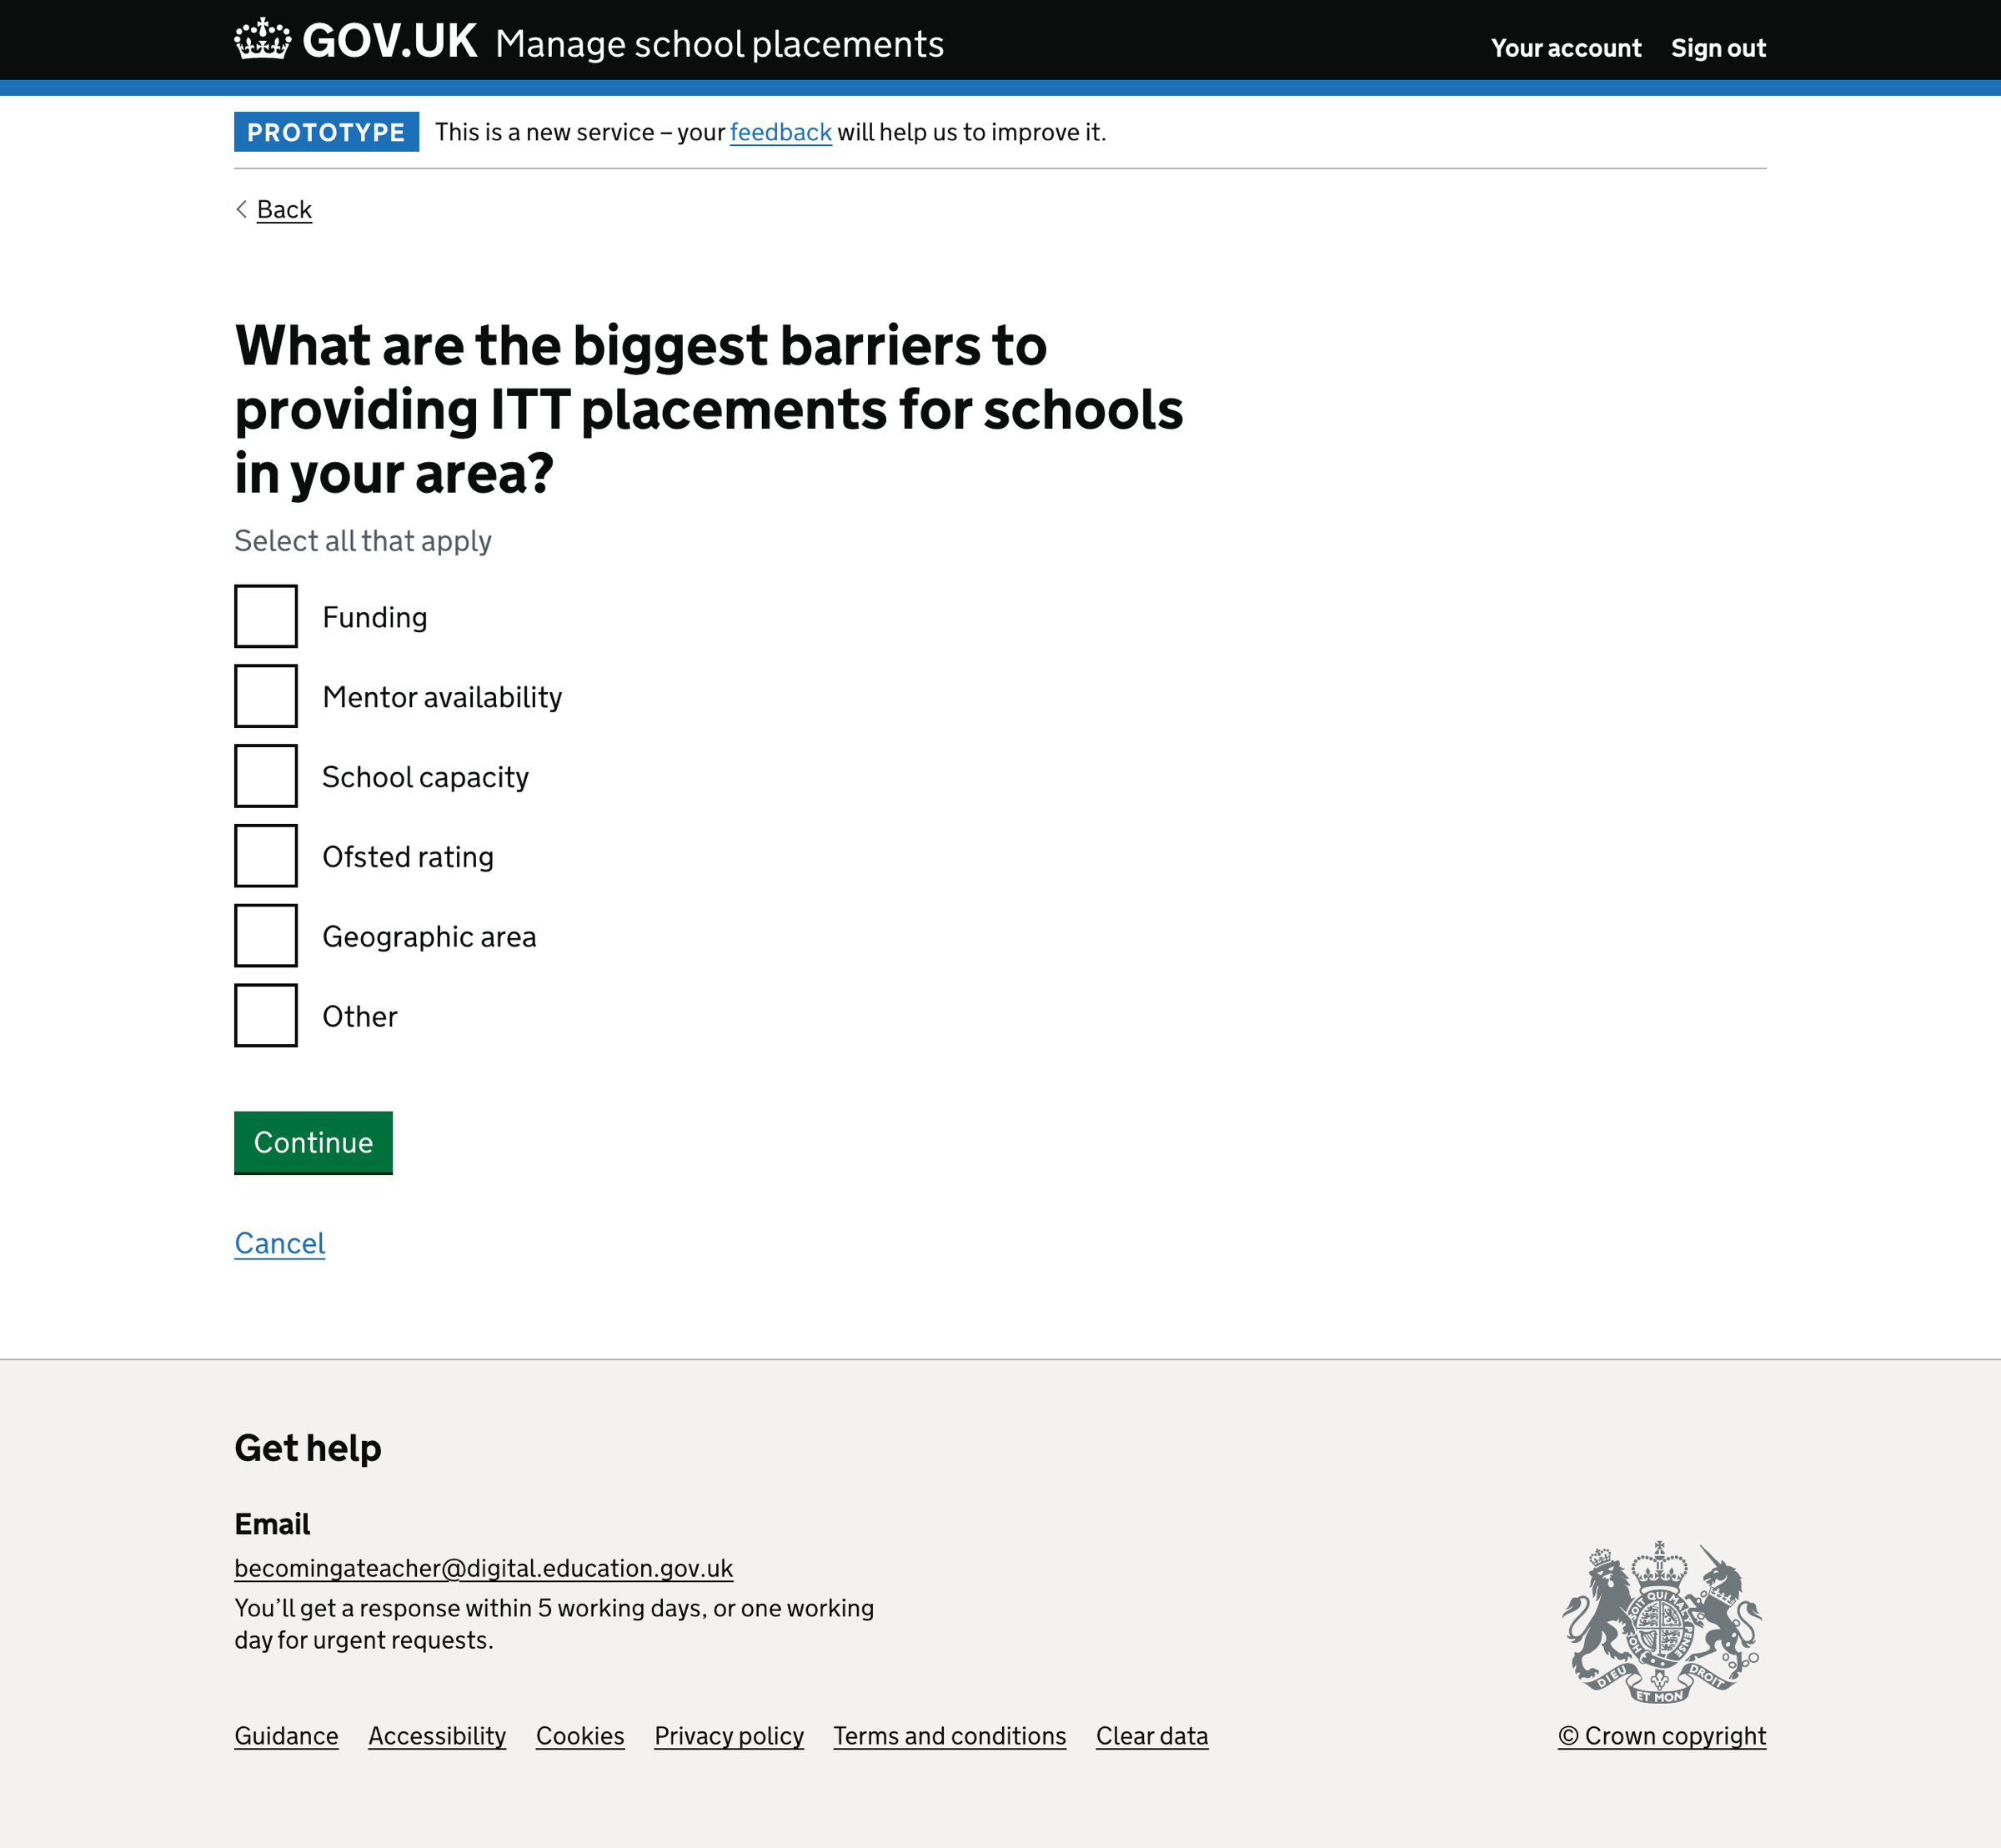 GOV.UK Manage school placements
Your account Sign out
PROTOTYPE This is a new service – your feedback will help us to improve it.
Back
What are the biggest barriers to
providing ITT placements for schools
in your area?
Select all that apply
Funding
Mentor availability
School capacity
Ofsted rating
Geographic area
Other
Continue
Cancel
Get help
Email
becomingateacher@digital.education.gov.uk
You’ll get a response within 5 working days, or one working
day for urgent requests.
DIEU ET MON DROIT
Guidance Accessibility Cookies Privacy policy Terms and conditions Clear data
© Crown copyright